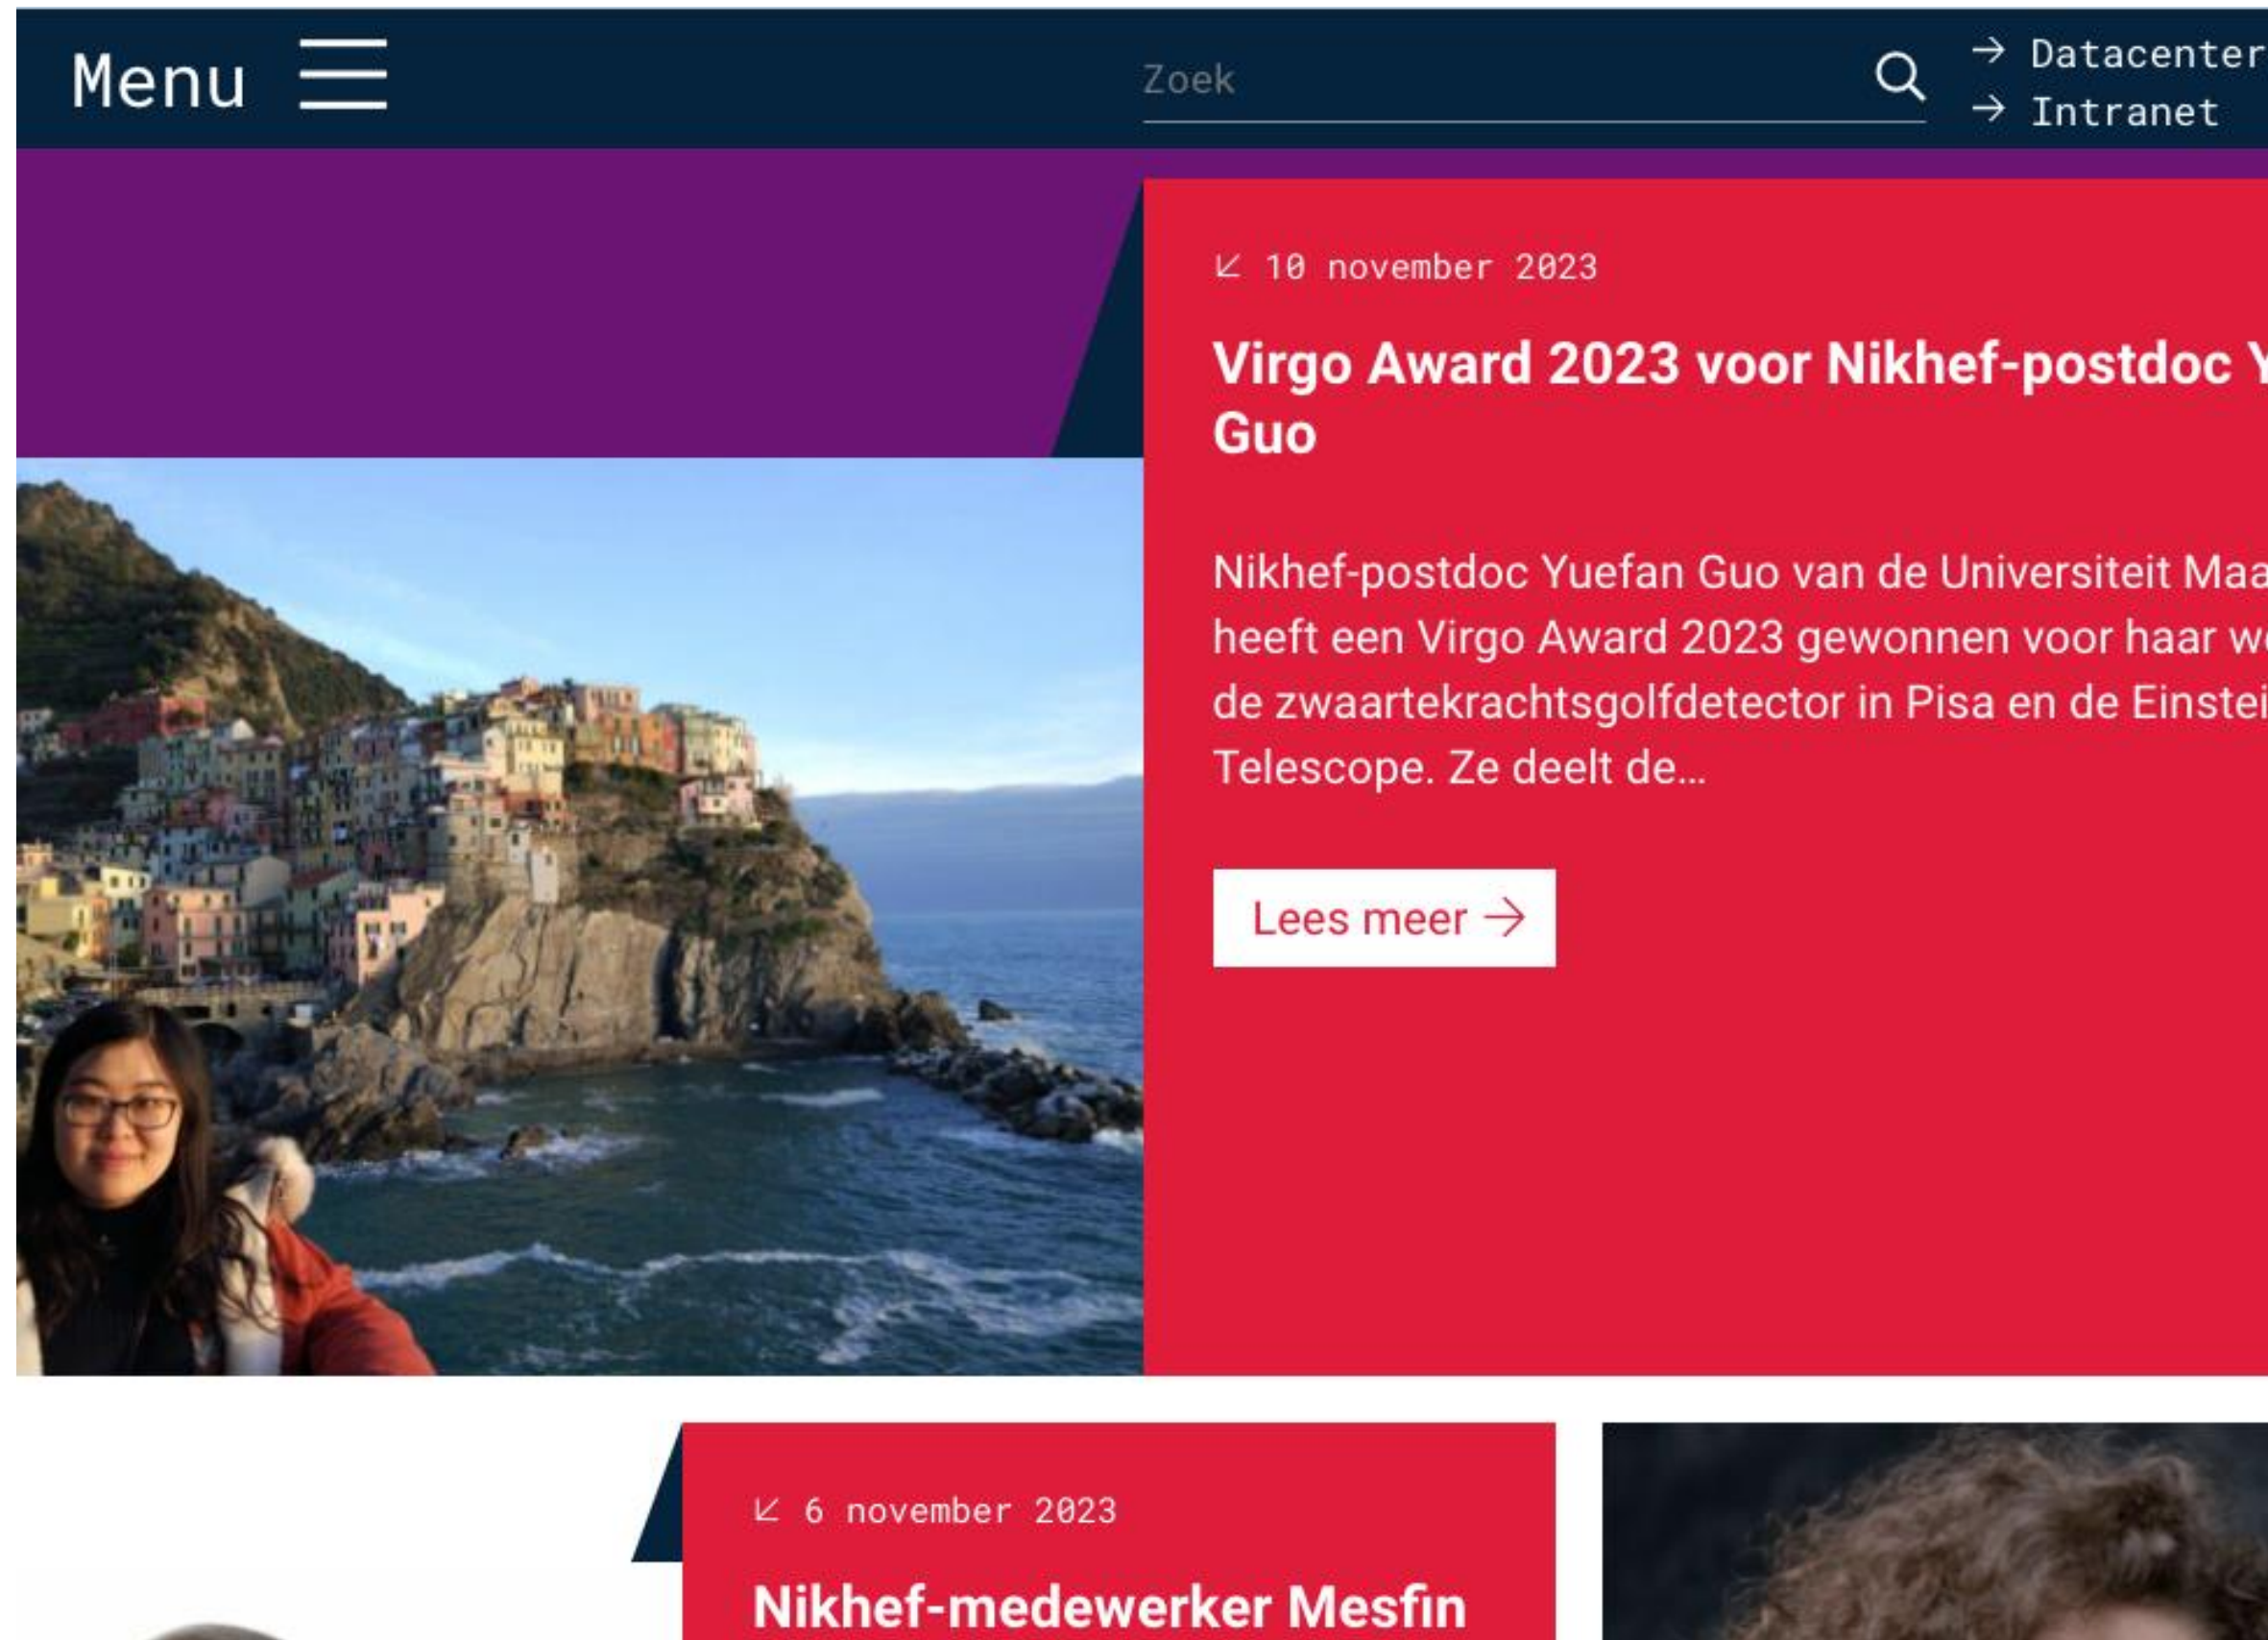 Menu
Zoek
→ Datacenter
→ Intranet
↙ 10 november 2023
Virgo Award 2023 voor Nikhef-postdoc
Guo
Nikhef-postdoc Yuefan Guo van de Universiteit
heeft een Virgo Award 2023 gewonnen voor haar
de zwaartekrachtsgolfdetector in Pisa en de
Telescope. Ze deelt de...
Lees meer →
↙ 6 november 2023
Nikhef-medewerker Mesfin